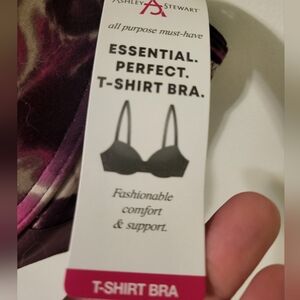 ASHLEY STEWART
all purpose must-have
ESSENTIAL.
PERFECT.
T-SHIRT BRA.
Fashionable
comfort
& support.
T-SHIRT BRA